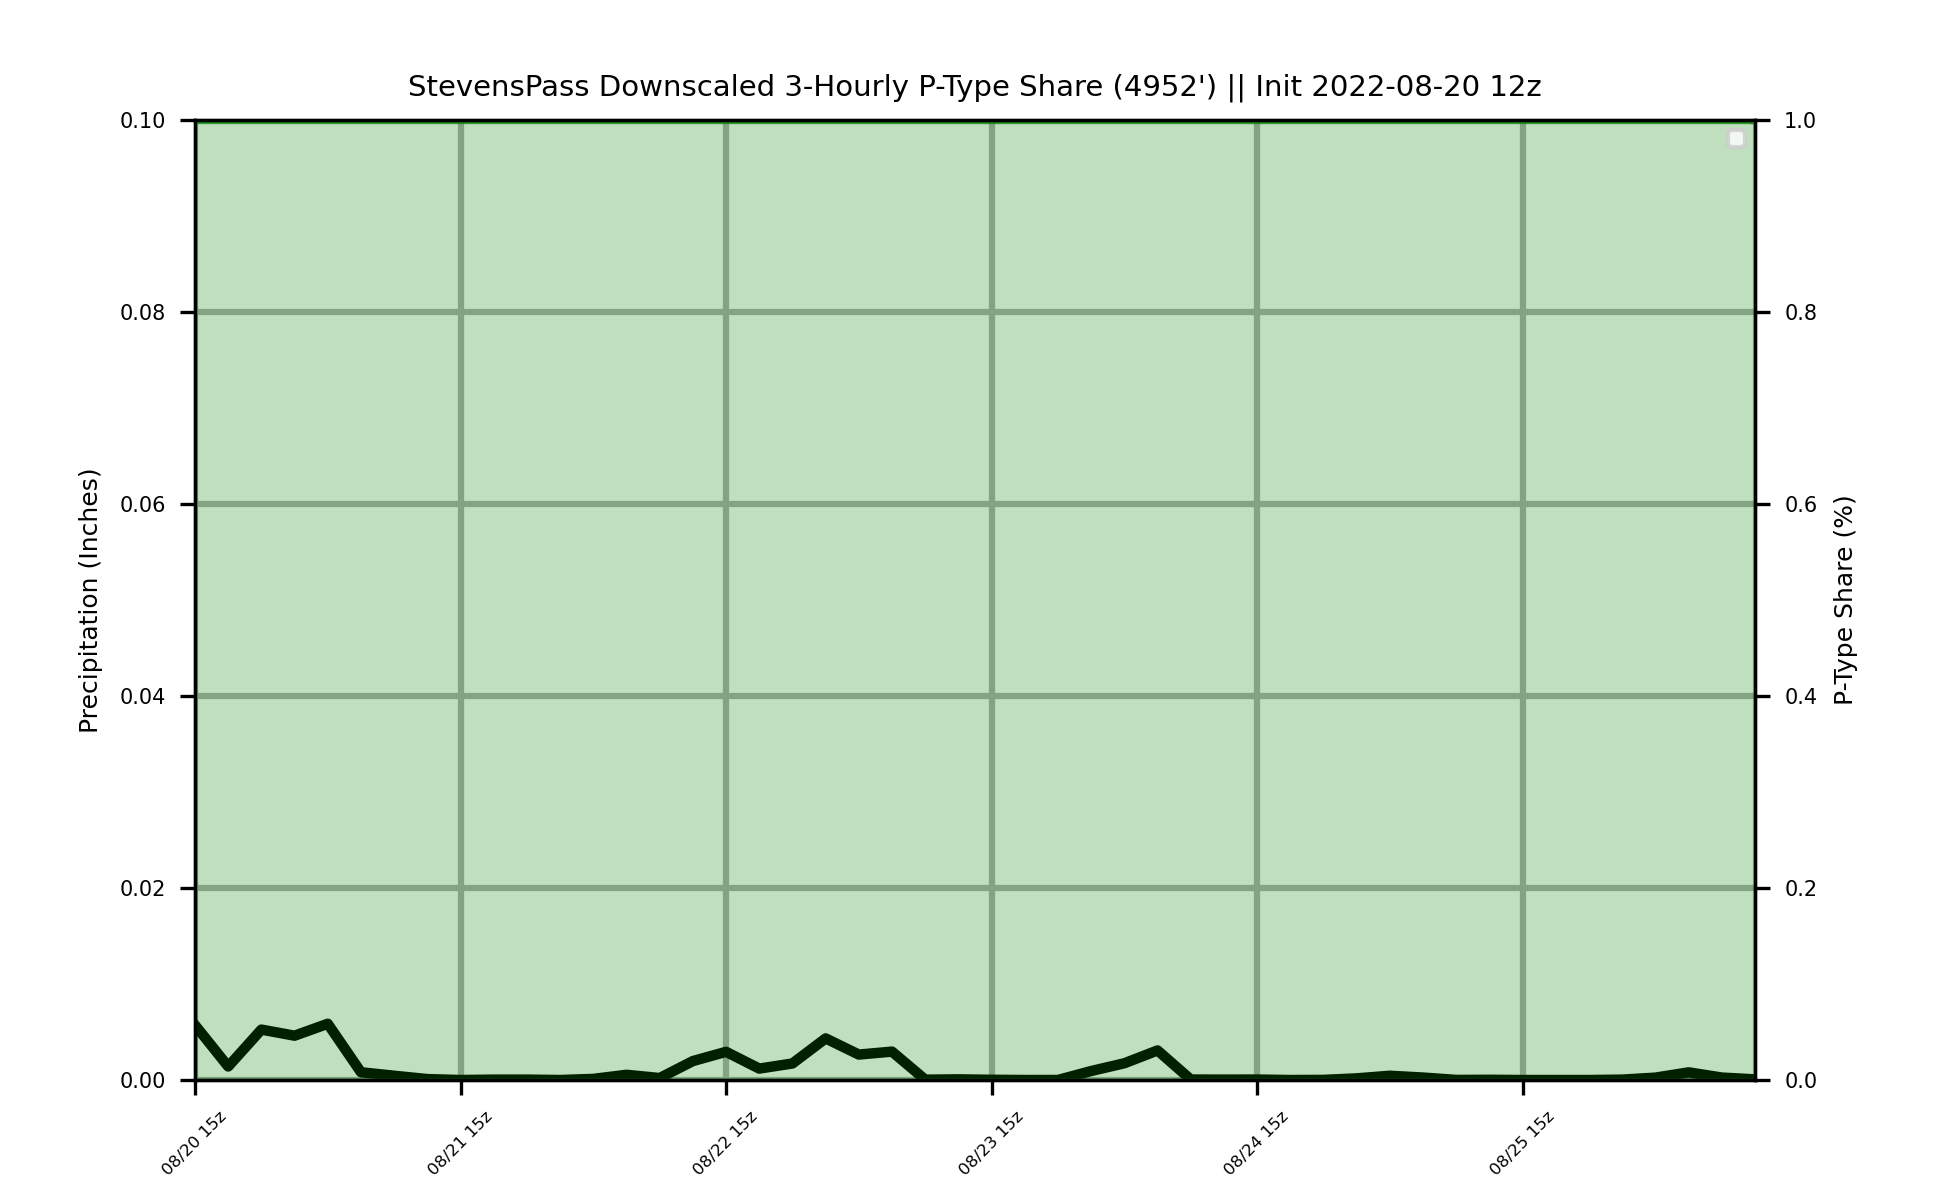 StevensPass Downscaled 3-Hourly P-Type Share (4952') || Init 2022-08-20 12z
0.10
0.08
0.06
0.04
0.02
0.00
Precipitation (Inches)
1.0
0.8
0.6
0.4
0.2
0.0
P-Type Share (%)
08/20 15z
08/21 15z
08/22 15z
08/23 15z
08/24 15z
08/25 15z